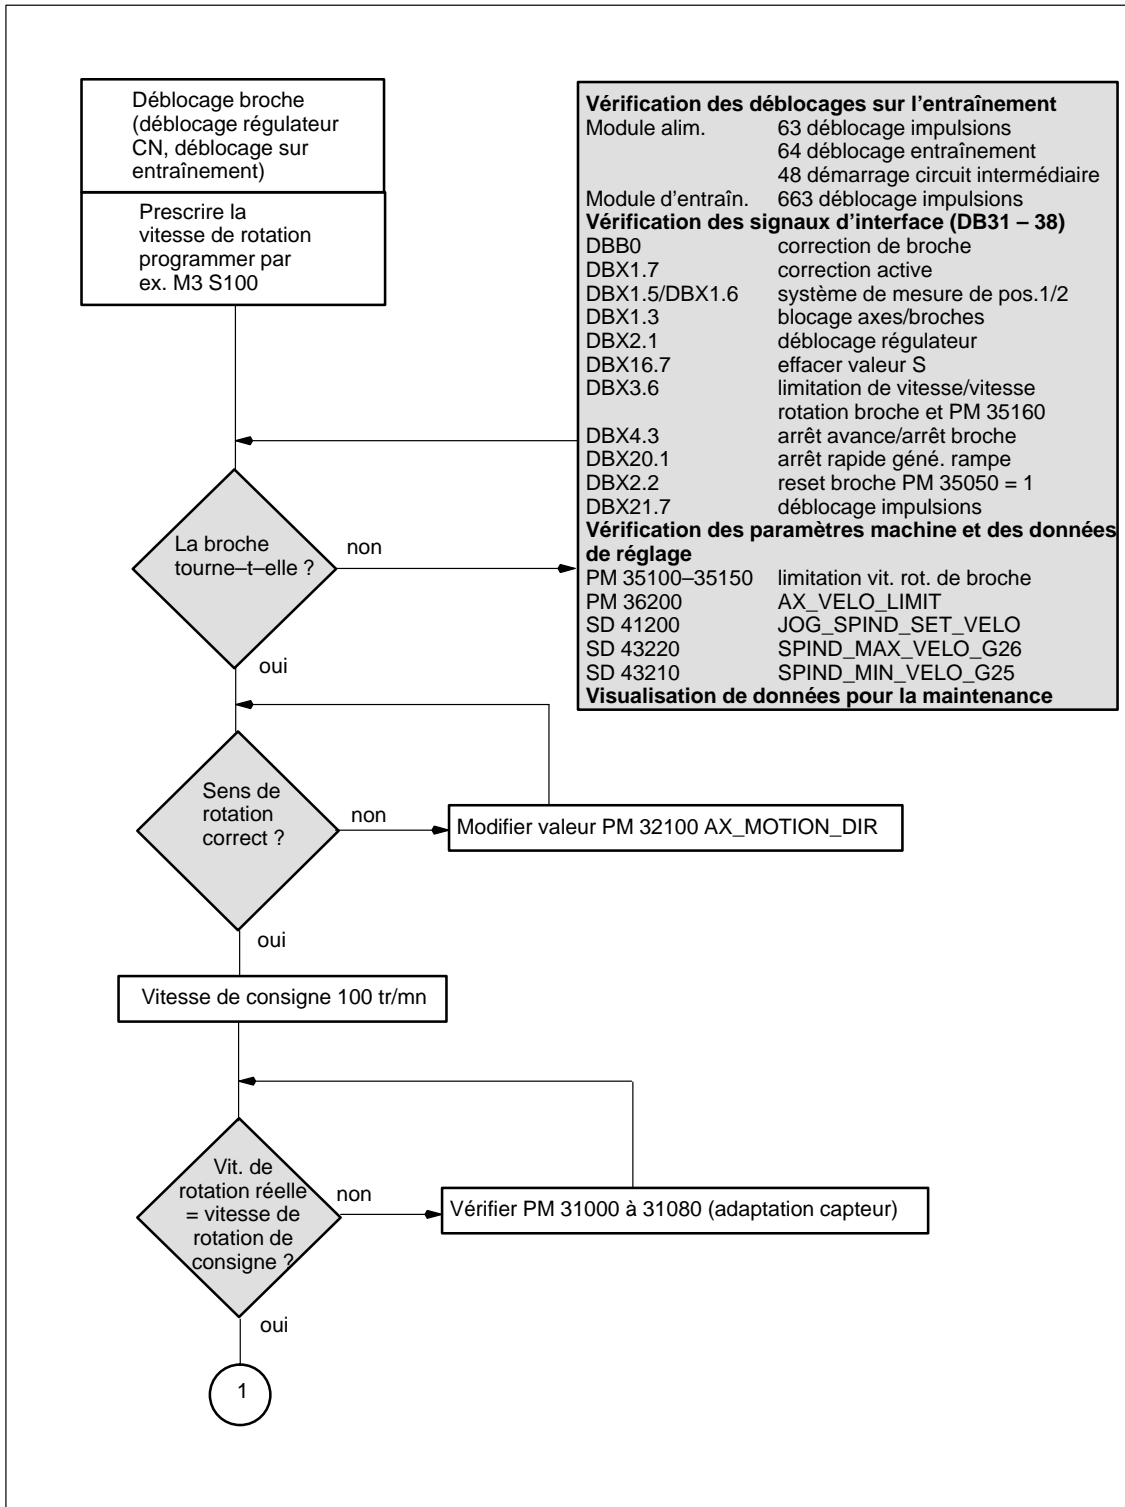 Déblocage broche
(déblocage régulateur
CN, déblocage sur
entraînement)
Prescrire la
vitesse de rotation
programmer par
ex. M3 S100
Vérification des déblocages sur l'entraînement
Module alim. 63 déblocage impulsions
64 déblocage entraînement
48 démarrage circuit intermédiaire
Module d'entraîn. 663 déblocage impulsions
Vérification des signaux d'interface (DB31 – 38)
DBB0 correction de broche
DBX1.7 correction active
DBX1.5/DBX1.6 système de mesure de pos.1/2
DBX1.3 blocage axes/broches
DBX2.1 déblocage régulateur
DBX16.7 effacer valeur S
DBX3.6 limitation de vitesse/vitesse
rotation broche et PM 35160
DBX4.3 arrêt avance/arrêt broche
DBX20.1 arrêt rapide géné. rampe
DBX2.2 reset broche PM 35050 = 1
DBX21.7 déblocage impulsions
Vérification des paramètres machine et des données
de réglage
PM 35100–35150 limitation vit. rot. de broche
PM 36200 AX_VELO_LIMIT
SD 41200 JOG_SPIND_SET_VELO
SD 43220 SPIND_MAX_VELO_G26
SD 43210 SPIND_MIN_VELO_G25
Visualisation de données pour la maintenance
La broche
tourne–t–elle ?
non
oui
Sens de
rotation
correct ?
non
Modifier valeur PM 32100 AX_MOTION_DIR
oui
Vitesse de consigne 100 tr/mn
Vit. de
rotation réelle
= vitesse de
rotation de
consigne ?
non
Vérifier PM 31000 à 31080 (adaptation capteur)
oui
1